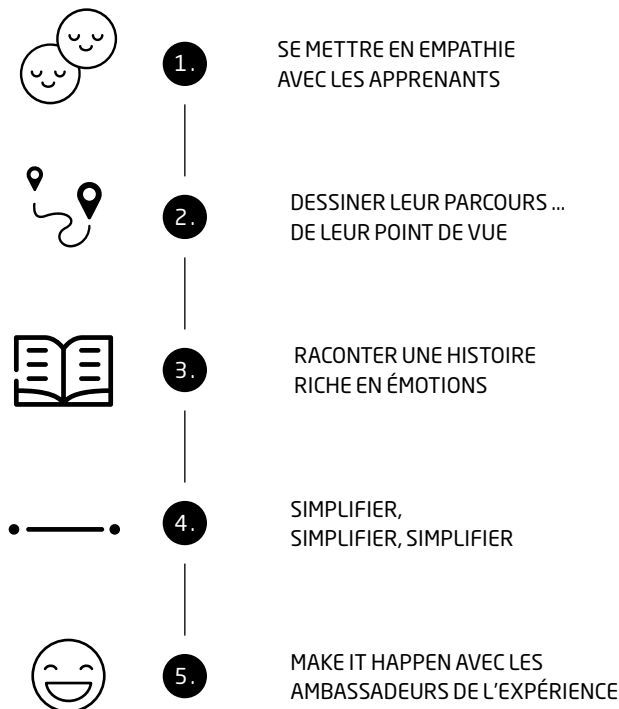 1.
SE METTRE EN EMPATHIE
AVEC LES APPRENANTS
2.
DESSINER LEUR PARCOURS ...
DE LEUR POINT DE VUE
3.
RACONTER UNE HISTOIRE
RICHE EN ÉMOTIONS
4.
SIMPLIFIER,
SIMPLIFIER, SIMPLIFIER
5.
MAKE IT HAPPEN AVEC LES
AMBASSADEURS DE L'EXPÉRIENCE